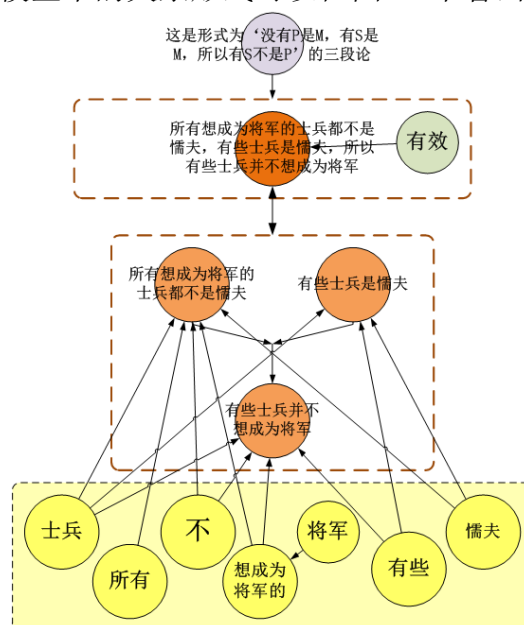 这是形式为‘没有P是M，有S是
M，所以有S不是P’的三段论
所有想成为将军的士兵都不是
懦夫，有些士兵是懦夫，所以
有些士兵并不想成为将军
有效
所有想成为将军的
士兵都不是懦夫
有些士兵是懦夫
有些士兵并不
想成为将军
士兵
不
将军
懦夫
所有
想成为
将军的
有些